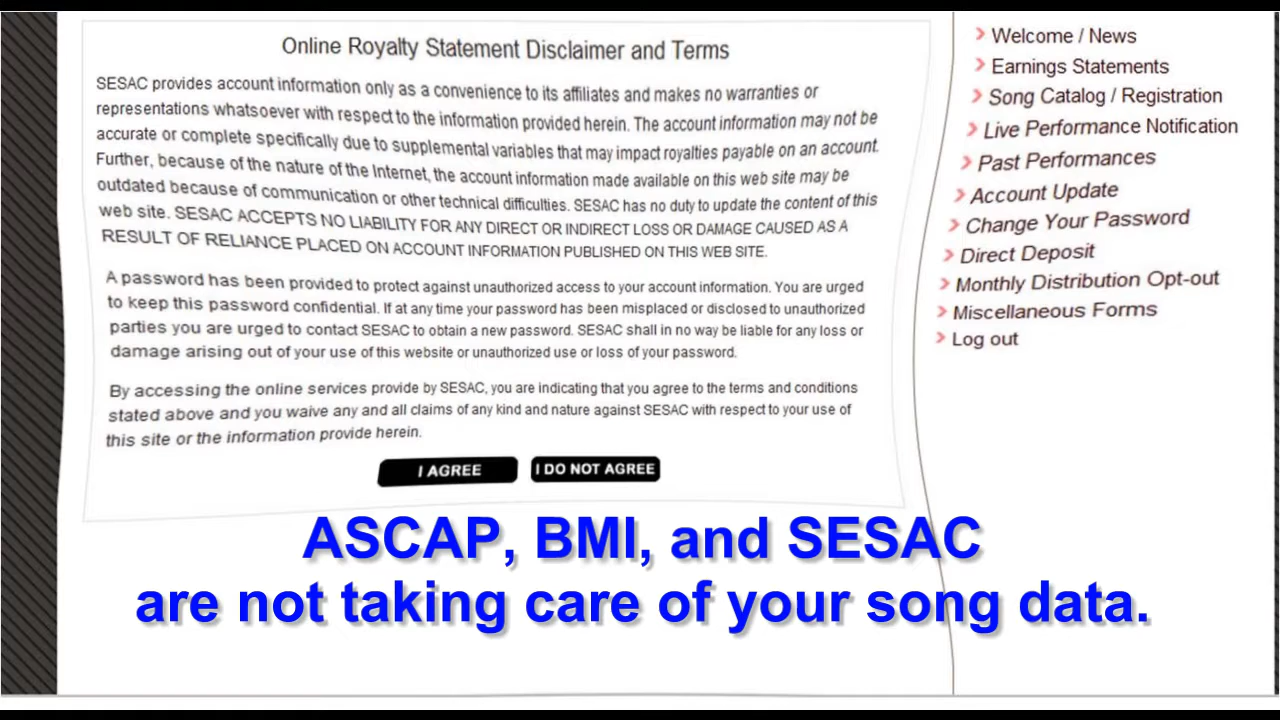 Online Royalty Statement Disclaimer and Terms
SESAC provides account information only as a convenience to its affiliates and makes no warranties or
representations whatsoever with respect to the information provided herein. The account information may not be
accurate or complete specifically due to supplemental variables that may impact royalties payable on an account.
Further, because of the nature of the Internet, the account information made available on this web site may be
outdated because of communication or other technical difficulties. SESAC has no duty to update the content of this
web site. SESAC ACCEPTS NO LIABILITY FOR ANY DIRECT OR INDIRECT LOSS OR DAMAGE CAUSED AS A
RESULT OF RELIANCE PLACED ON ACCOUNT INFORMATION PUBLISHED ON THIS WEB SITE.
A password has been provided to protect against unauthorized access to your account information. You are urged
to keep this password confidential. If at any time your password has been misplaced or disclosed to unauthorized
parties you are urged to contact SESAC to obtain a new password. SESAC shall in no way be liable for any loss or
damage arising out of your use of this website or unauthorized use or loss of your password.
By accessing the online services provide by SESAC, you are indicating that you agree to the terms and conditions
stated above and you waive any and all claims of any kind and nature against SESAC with respect to your use of
this site or the information provide herein.
I AGREE
I DO NOT AGREE
Welcome / News
Earnings Statements
Song Catalog / Registration
Live Performance Notification
Past Performances
Account Update
Change Your Password
Direct Deposit
Monthly Distribution Opt-out
Miscellaneous Forms
Log out
ASCAP, BMI, and SESAC
are not taking care of your song data.